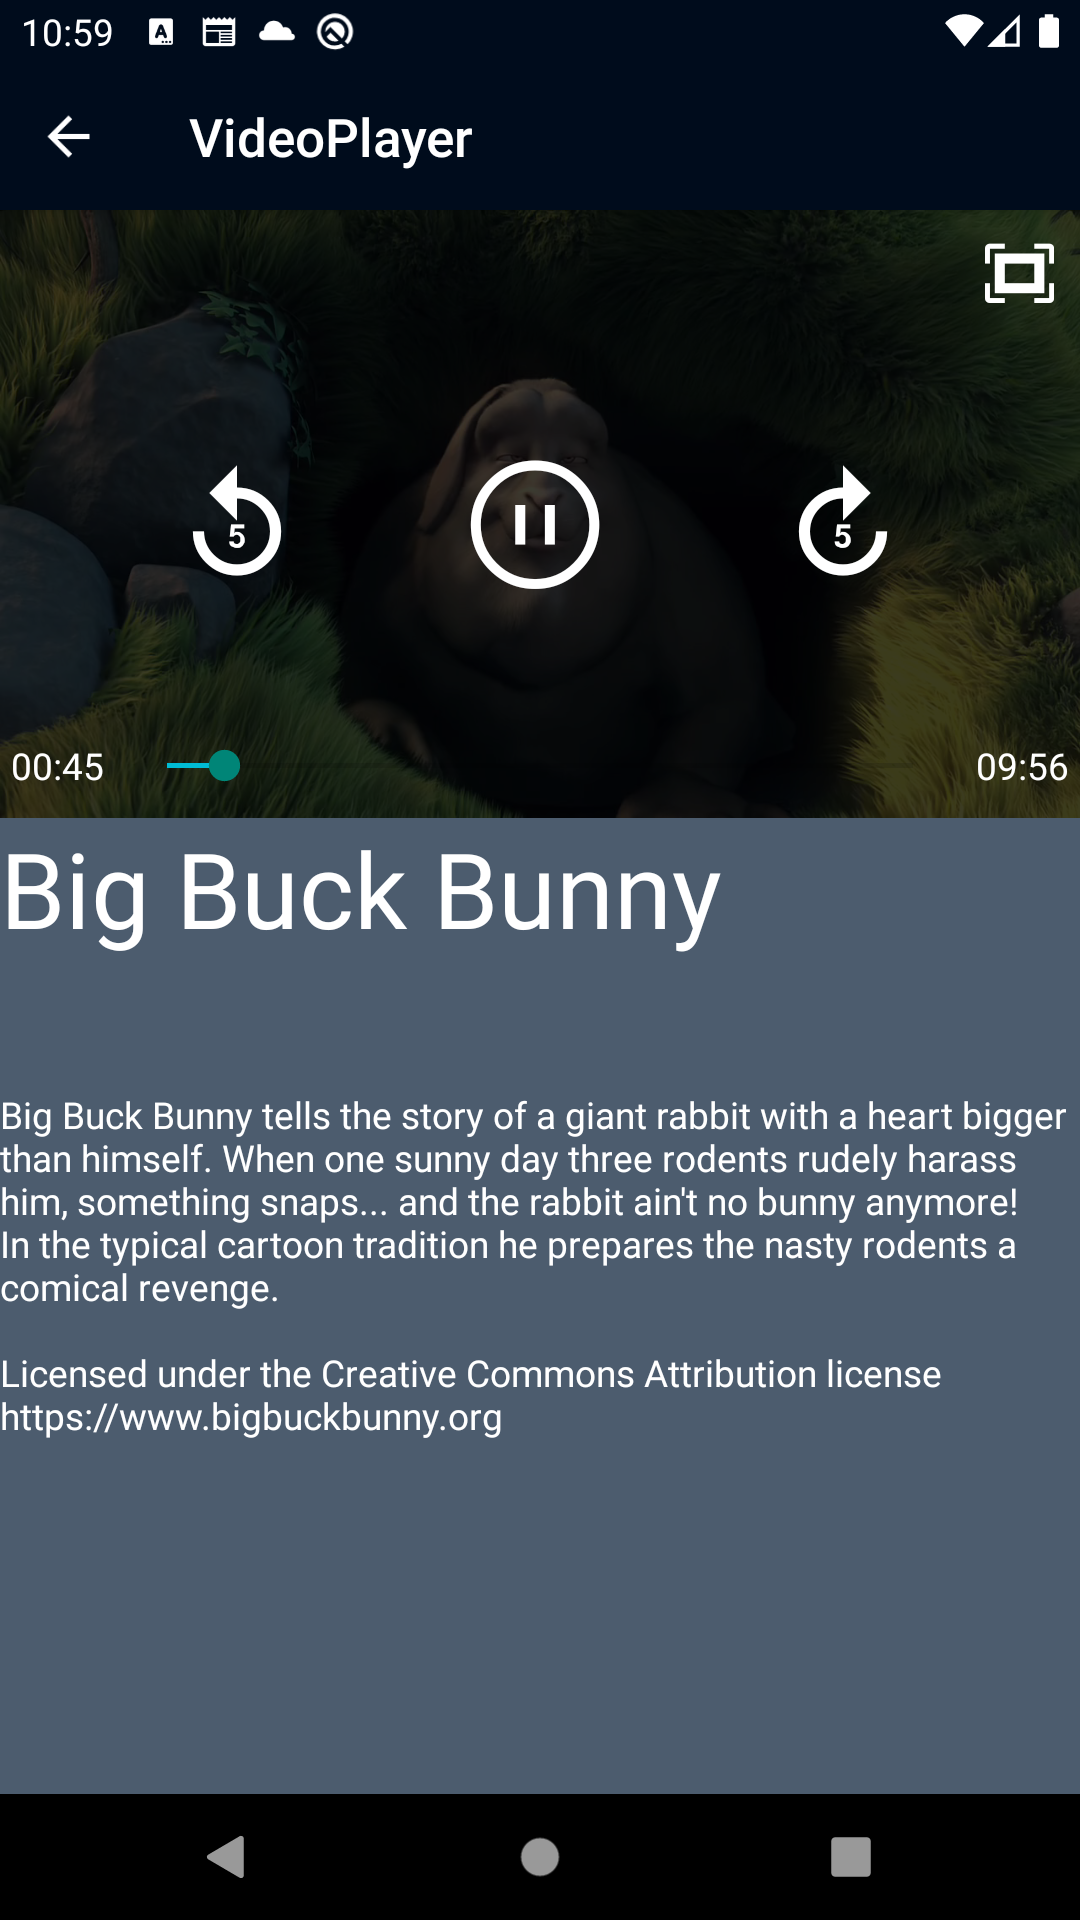 10:59
VideoPlayer
5
5
00:45
09:56
Big Buck Bunny
Big Buck Bunny tells the story of a giant rabbit with a heart bigger
than himself. When one sunny day three rodents rudely harass
him, something snaps... and the rabbit ain't no bunny anymore!
In the typical cartoon tradition he prepares the nasty rodents a
comical revenge.
Licensed under the Creative Commons Attribution license
https://www.bigbuckbunny.org